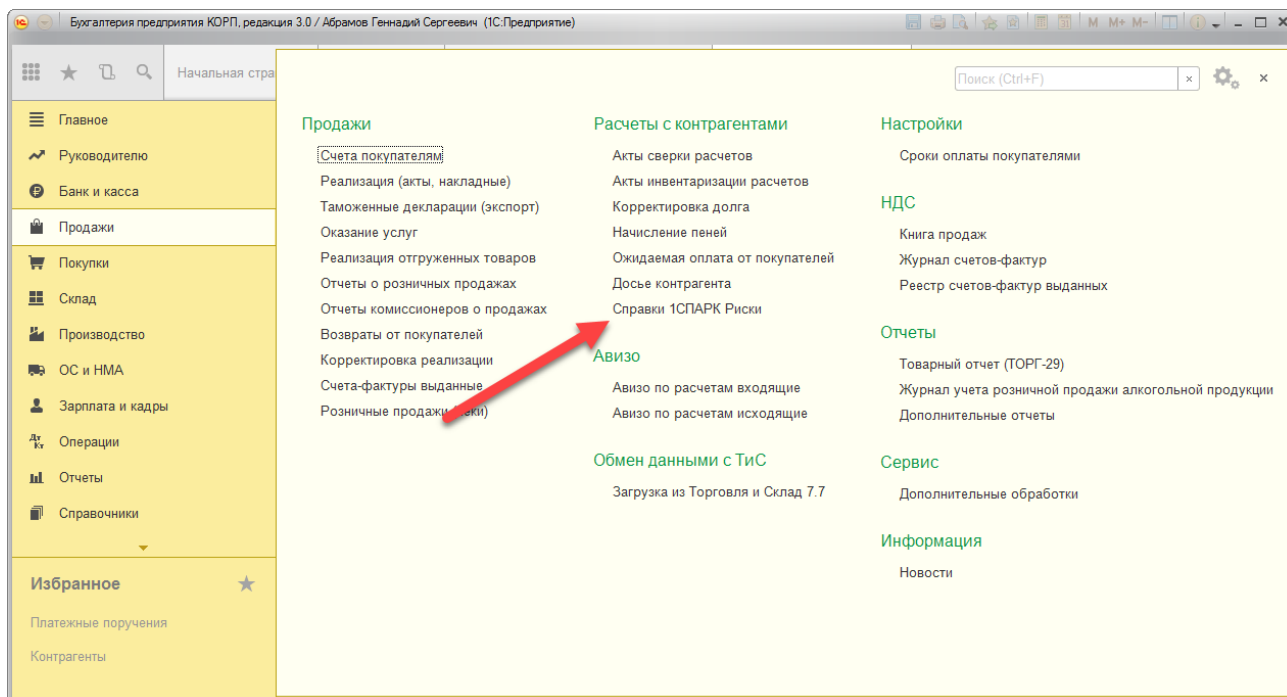 Бухгалтерия предприятия КОРП, редакция 3.0 / Абрамов Геннадий Сергеевич (1С:Предприятие)
M M+ M-
Начальная стра
Поиск (Ctrl+F)
Главное
Руководителю
Банк и касса
Продажи
Покупки
Склад
Производство
ОС и НМА
Зарплата и кадры
Операции
Отчеты
Справочники
Избранное
Платежные поручения
Контрагенты
Продажи
Счета покупателям
Реализация (акты, накладные)
Таможенные декларации (экспорт)
Оказание услуг
Реализация отгруженных товаров
Отчеты о розничных продажах
Отчеты комиссионеров о продажах
Возвраты от покупателей
Корректировка реализации
Счета-фактуры выданные
Розничные продажи
Расчеты с контрагентами
Акты сверки расчетов
Акты инвентаризации расчетов
Корректировка долга
Начисление пеней
Ожидаемая оплата от покупателей
Досье контрагента
Справки 1СПАРК Риски
Авизо
Авизо по расчетам входящие
Авизо по расчетам исходящие
Обмен данными с ТиС
Загрузка из Торговля и Склад 7.7
Настройки
Сроки оплаты покупателями
НДС
Книга продаж
Журнал счетов-фактур
Реестр счетов-фактур выданных
Отчеты
Товарный отчет (ТОРГ-29)
Журнал учета розничной продажи алкогольной продукции
Дополнительные отчеты
Сервис
Дополнительные обработки
Информация
Новости